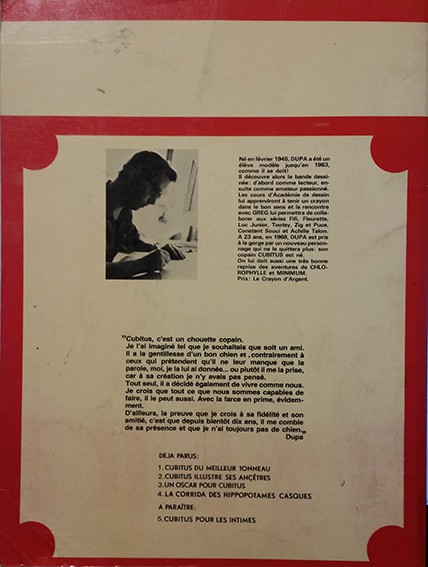 Né en février 1945, DUPA a été un
élève modèle jusqu'en 1963,
comme il se doit!
Il découvre alors la bande dessi-
née: d'abord comme lecteur, en-
suite comme amateur passionné.
Les cours d'Académie de dessin
lui apprendront à tenir un crayon
dans le bon sens et la rencontre
avec GREG lui permettra de collabo-
rer aux séries Fifi, Fleurette,
Luc Junior, Tootsy, Zig et Puce,
Constant Souci et Achille Talon.
A 23 ans, en 1968, DUPA est pris
à la gorge par un nouveau person-
nage qui ne le quittera plus: son
copain CUBITUS est né.
On lui doit aussi une très bonne
reprise des aventures de CHLO-
ROPHYLLE et MINIMUM.
Prix: Le Crayon d'Argent.
"Cubitus, c'est un chouette copain.
Je l'ai imaginé tel que je souhaitais que soit un ami.
Il a la gentillesse d'un bon chien et, contrairement à
ceux qui prétendent qu'il ne leur manque que la
parole, moi, je la lui ai donnée... ou plutôt il me la prise,
car à sa création je n'y avais pas pensé.
Tout seul, il a décidé également de vivre comme nous.
Je crois que tout ce que nous sommes capables de
faire, il le peut aussi. Avec la farce en prime, évidem-
ment.
D'ailleurs, la preuve que je crois à sa fidélité et son
amitié, c'est que depuis bientôt dix ans, il me comble
de sa présence et que je n'ai toujours pas de chien."
Dupa
DEJA PARUS:
1. CUBITUS DU MEILLEUR TONNEAU
2. CUBITUS ILLUSTRE SES ANÇÊTRES
3. UN OSCAR POUR CUBITUS
4. LA CORRIDA DES HIPPOPOTAMES CASQUES
A PARAÎTRE:
5. CUBITUS POUR LES INTIMES